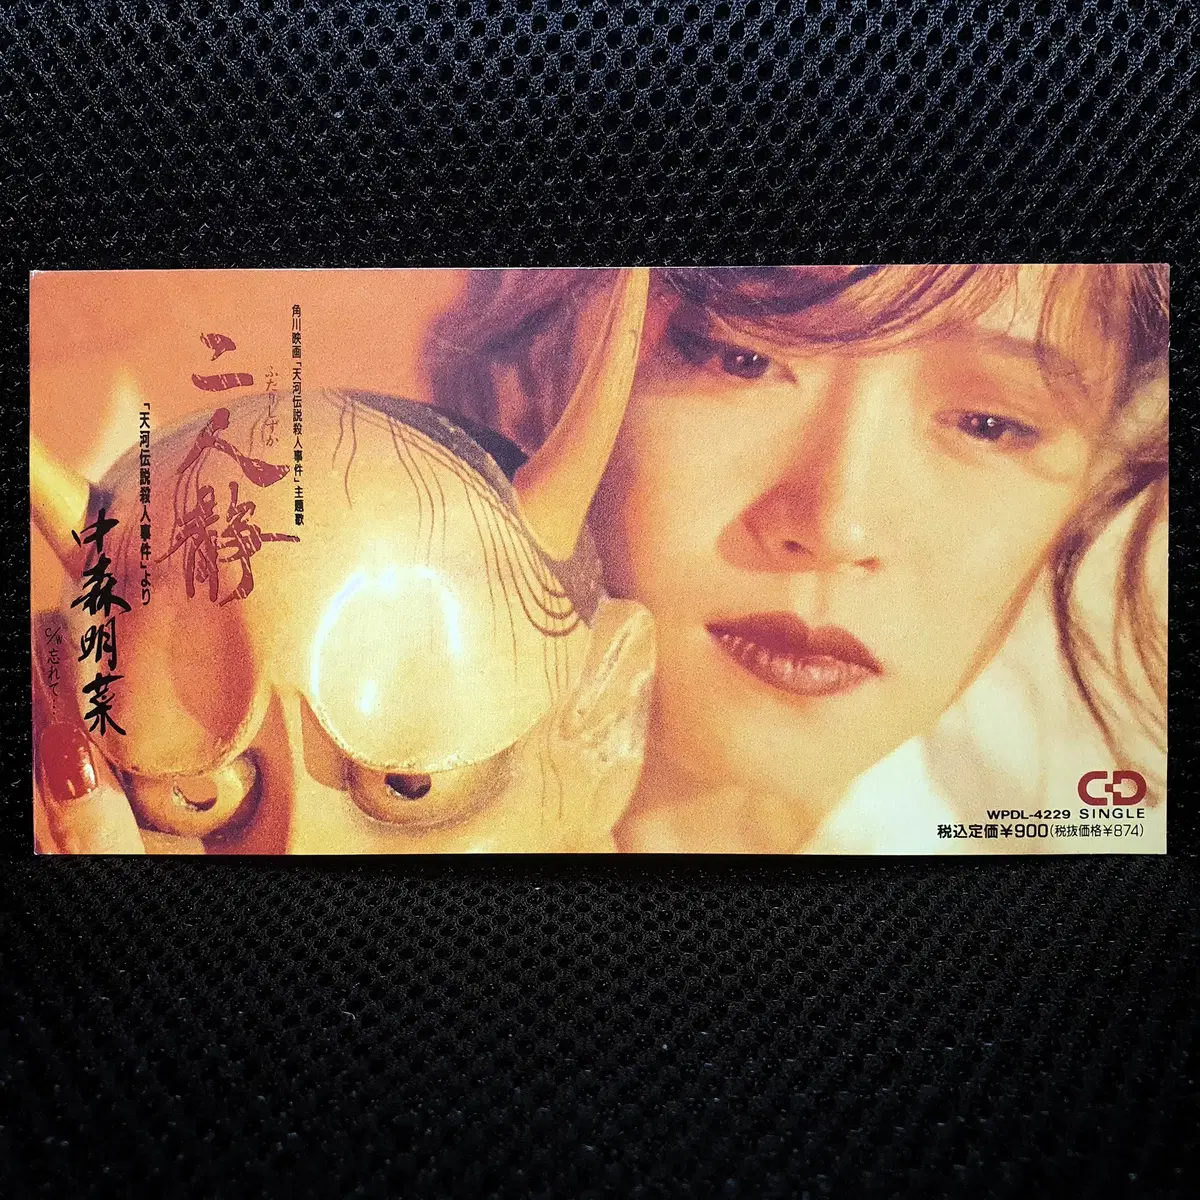 角川映画「天河伝説殺人事件」主題歌
二人静
ふたりしずか
「天河伝説殺人事件」より
中森明菜
C/W 忘れて…
CD
WPDL-4229 SINGLE
税込定価¥900(税抜価格¥874)